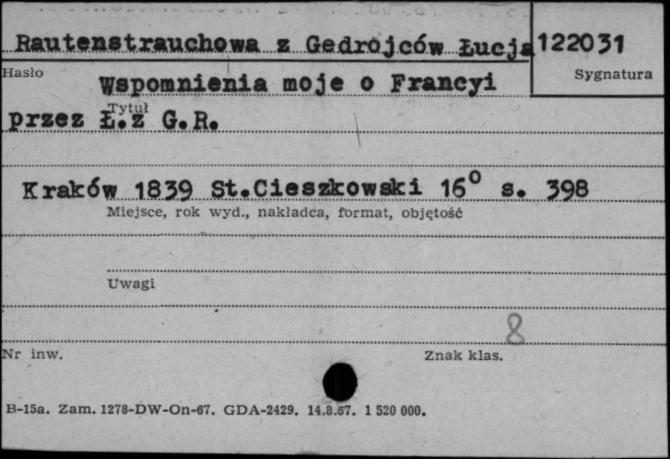 Rautenstrauchowa z Gedrojców Łucja 122031
Hasło Sygnatura
Wspomnienia moje o Francyi
Tytuł
przez Ł.z G.R.
Kraków 1839 St.Cieszkowski 16° s. 398
Miejsce, rok wyd., nakładca, format, objętość
Uwagi
8
Nr inw. Znak klas.
B-15a. Zam. 1278-DW-On-67. GDA-2429. 14.8.67. 1 520 000.